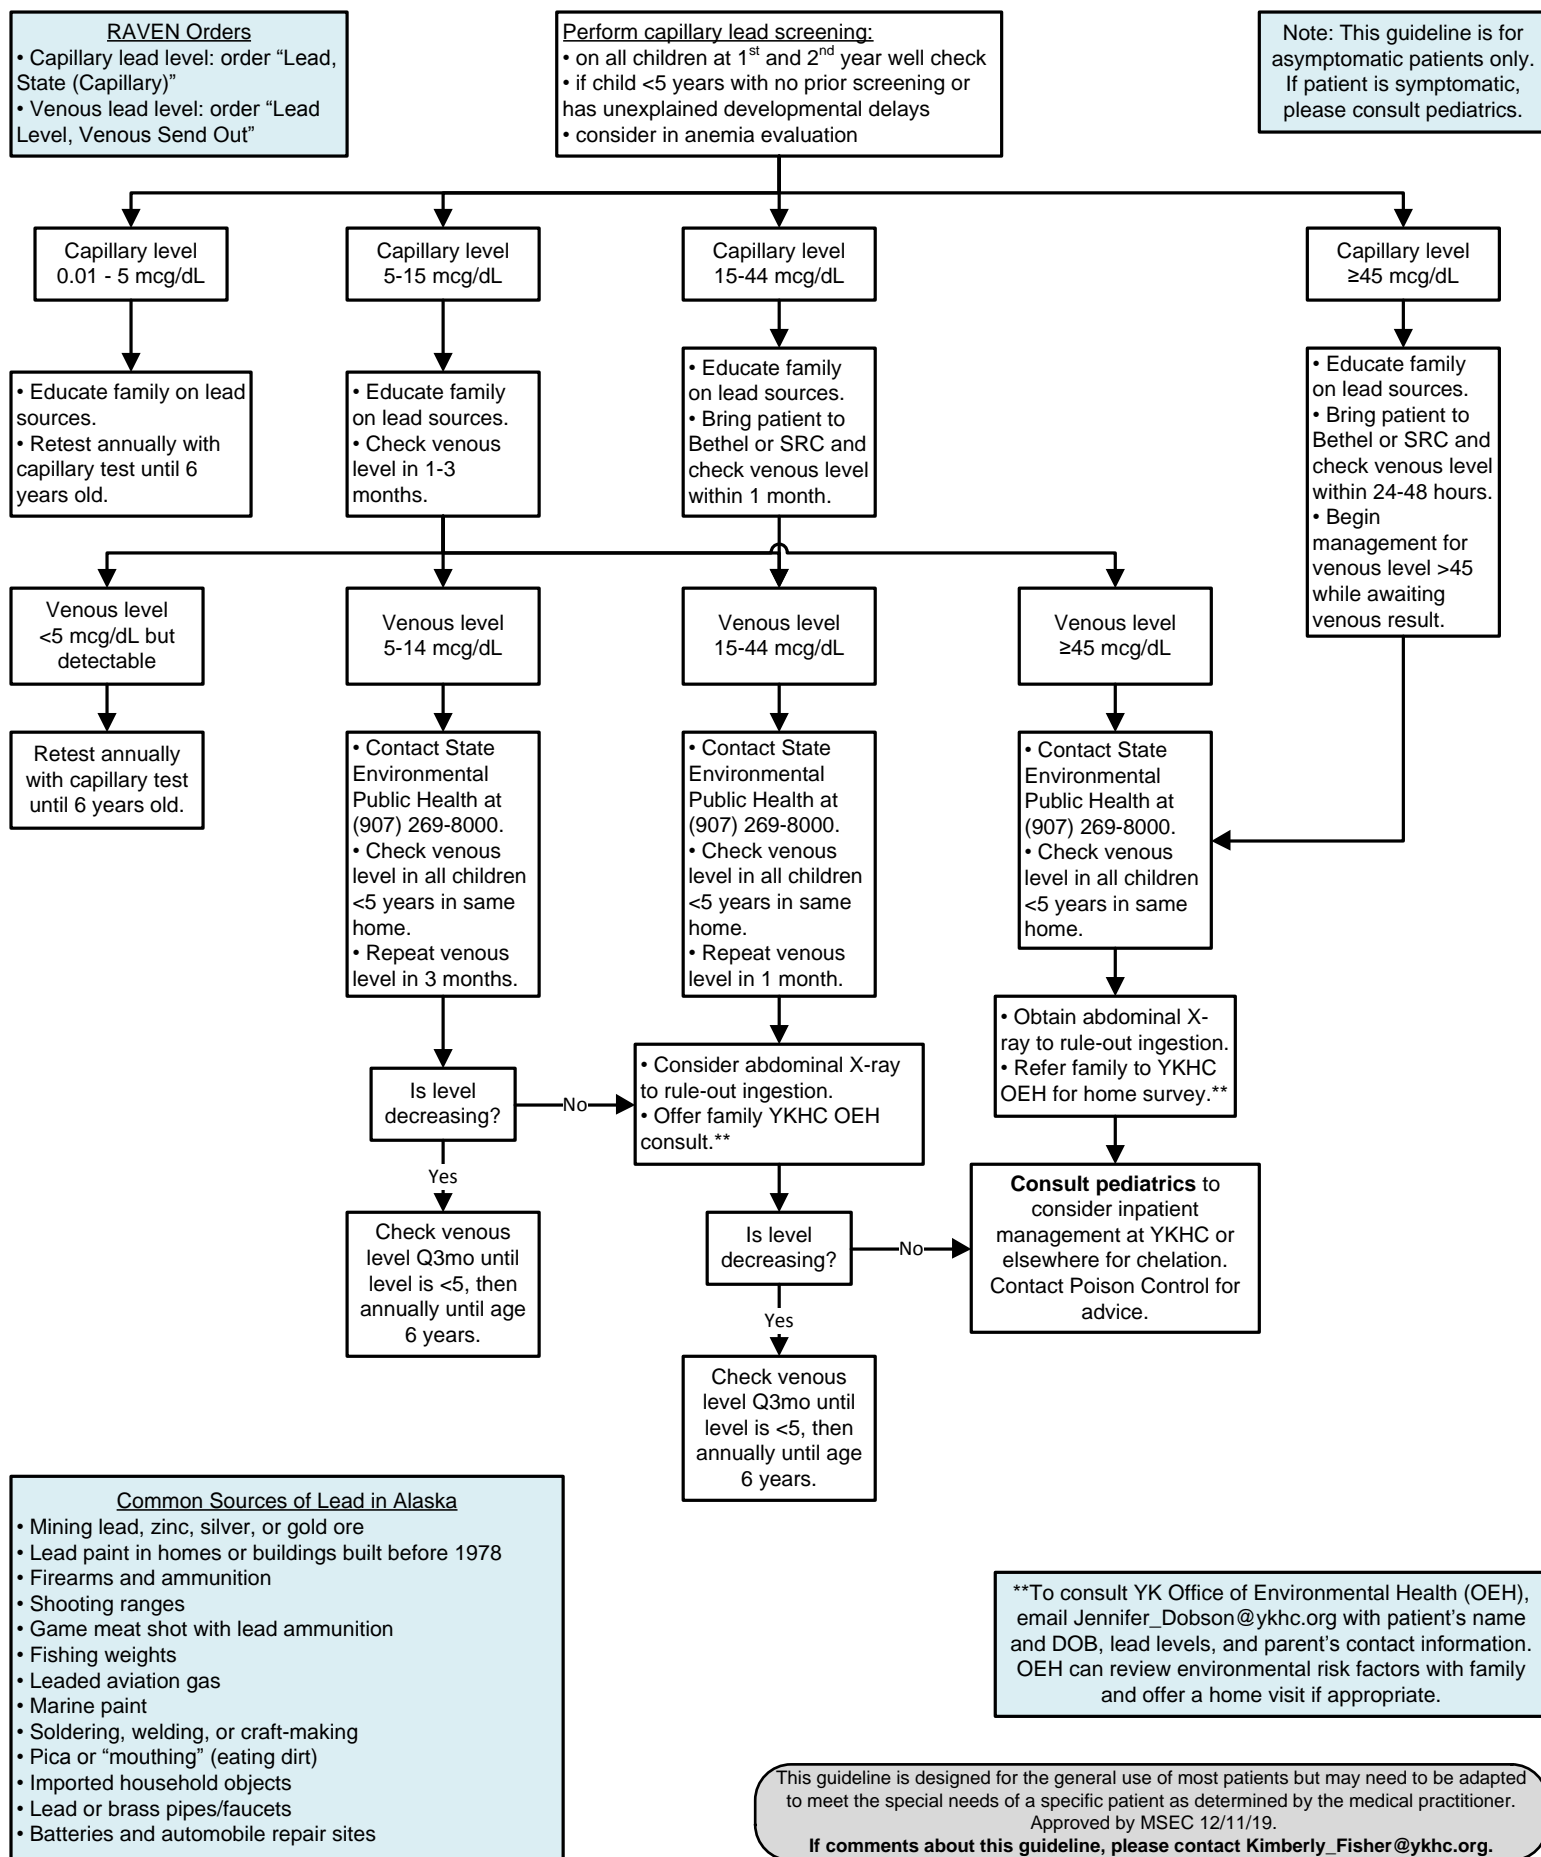 RAVEN Orders
• Capillary lead level: order “Lead,
State (Capillary)”
• Venous lead level: order “Lead
Level, Venous Send Out”
Perform capillary lead screening:
• on all children at 1st and 2nd year well check
• if child <5 years with no prior screening or
has unexplained developmental delays
• consider in anemia evaluation
Note: This guideline is for
asymptomatic patients only.
If patient is symptomatic,
please consult pediatrics.
Capillary level
0.01 - 5 mcg/dL
Capillary level
5-15 mcg/dL
Capillary level
15-44 mcg/dL
Capillary level
≥45 mcg/dL
• Educate family on lead
sources.
• Retest annually with
capillary test until 6
years old.
• Educate family
on lead sources.
• Check venous
level in 1-3
months.
• Educate family
on lead sources.
• Bring patient to
Bethel or SRC and
check venous level
within 1 month.
• Educate family
on lead sources.
• Bring patient to
Bethel or SRC and
check venous level
within 24-48 hours.
• Begin
management for
venous level >45
while awaiting
venous result.
Venous level
<5 mcg/dL but
detectable
Venous level
5-14 mcg/dL
Venous level
15-44 mcg/dL
Venous level
≥45 mcg/dL
Retest annually
with capillary test
until 6 years old.
• Contact State
Environmental
Public Health at
(907) 269-8000.
• Check venous
level in all children
<5 years in same
home.
• Repeat venous
level in 3 months.
• Contact State
Environmental
Public Health at
(907) 269-8000.
• Check venous
level in all children
<5 years in same
home.
• Repeat venous
level in 1 month.
• Contact State
Environmental
Public Health at
(907) 269-8000.
• Check venous
level in all children
<5 years in same
home.
Is level
decreasing?
No
• Consider abdominal X-ray
to rule-out ingestion.
• Offer family YKHC OEH
consult.**
• Obtain abdominal X-
ray to rule-out ingestion.
• Refer family to YKHC
OEH for home survey.**
Yes
Check venous
level Q3mo until
level is <5, then
annually until age
6 years.
Is level
decreasing?
No
Consult pediatrics to
consider inpatient
management at YKHC or
elsewhere for chelation.
Contact Poison Control for
advice.
Yes
Check venous
level Q3mo until
level is <5, then
annually until age
6 years.
Common Sources of Lead in Alaska
• Mining lead, zinc, silver, or gold ore
• Lead paint in homes or buildings built before 1978
• Firearms and ammunition
• Shooting ranges
• Game meat shot with lead ammunition
• Fishing weights
• Leaded aviation gas
• Marine paint
• Soldering, welding, or craft-making
• Pica or “mouthing” (eating dirt)
• Imported household objects
• Lead or brass pipes/faucets
• Batteries and automobile repair sites
**To consult YK Office of Environmental Health (OEH),
email Jennifer_Dobson@ykhc.org with patient’s name
and DOB, lead levels, and parent’s contact information.
OEH can review environmental risk factors with family
and offer a home visit if appropriate.
This guideline is designed for the general use of most patients but may need to be adapted
to meet the special needs of a specific patient as determined by the medical practitioner.
Approved by MSEC 12/11/19.
If comments about this guideline, please contact Kimberly_Fisher@ykhc.org.